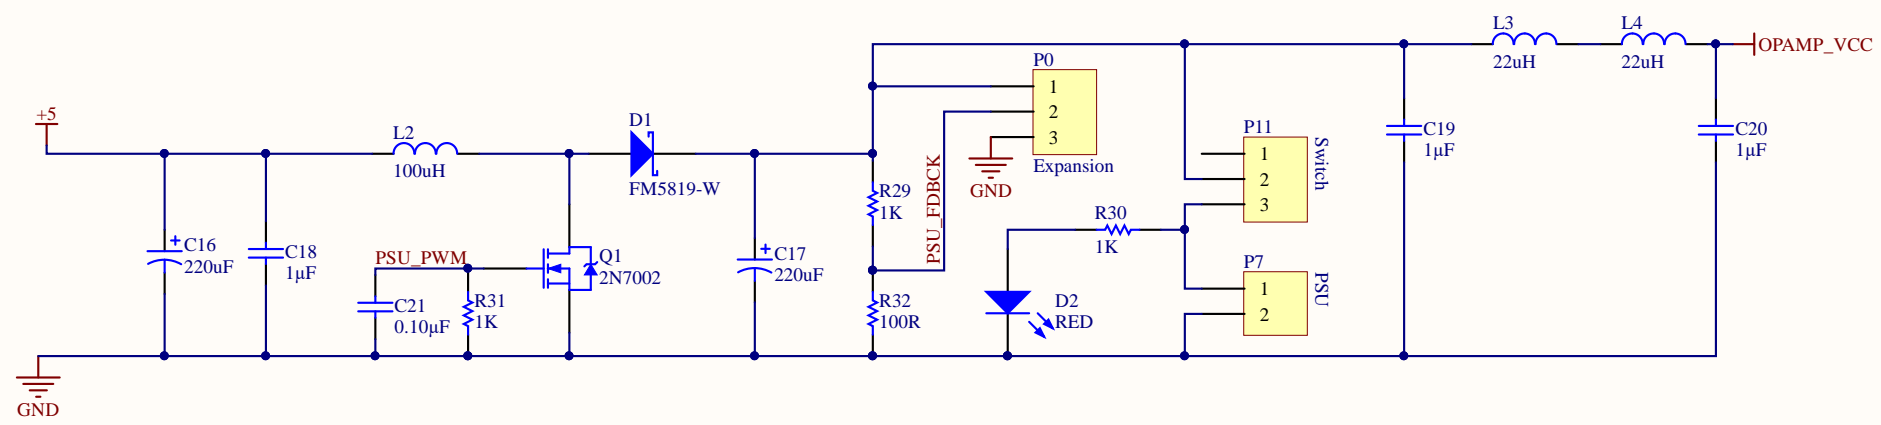 L3
22uH
L4
22uH
OPAMP_VCC
P0
1
2
3
Expansion
GND
+5
L2
100uH
D1
FM5819-W
PSU_FDBCK
P11
1
2
3
Switch
C19
1µF
C20
1µF
R29
1K
R30
1K
C16
220uF
C18
1µF
PSU_PWM
Q1
2N7002
C17
220uF
P7
1
2
PSU
C21
0.10µF
R31
1K
R32
100R
D2
RED
GND